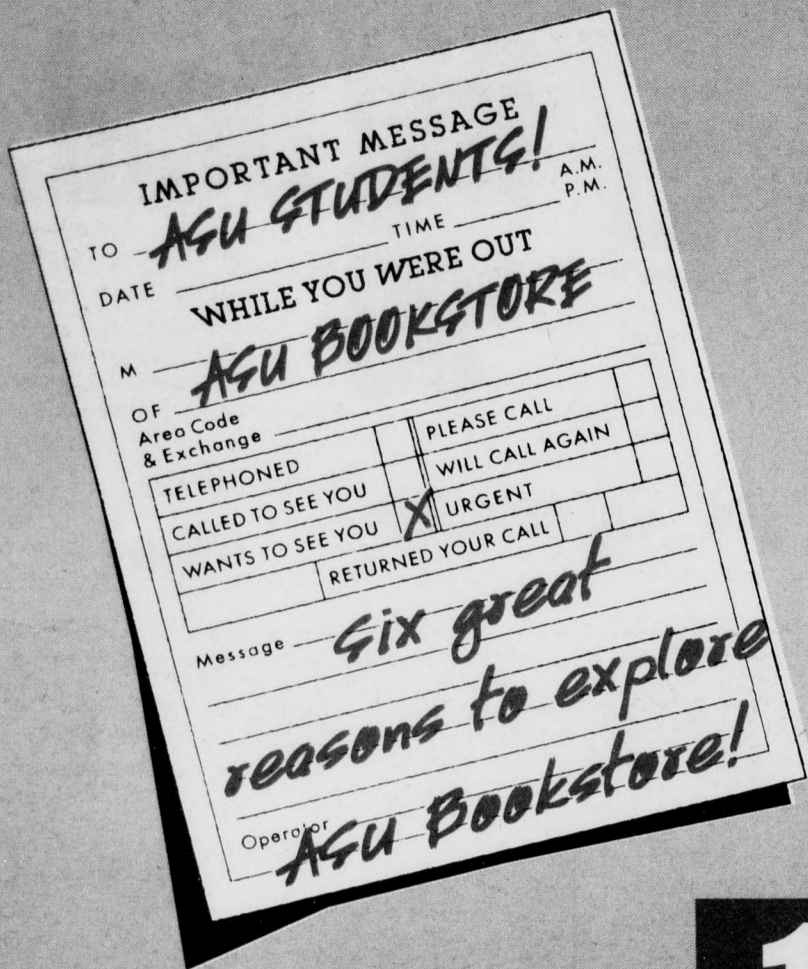 IMPORTANT MESSAGE
TO ASU STUDENTS!
DATE TIME A.M.
P.M.
WHILE YOU WERE OUT
M
OF ASU BOOKSTORE
Area Code
& Exchange
TELEPHONED PLEASE CALL
CALLED TO SEE YOU WILL CALL AGAIN
WANTS TO SEE YOU X URGENT
RETURNED YOUR CALL
Message Six great
reasons to explore
Operator ASU Bookstore!
1